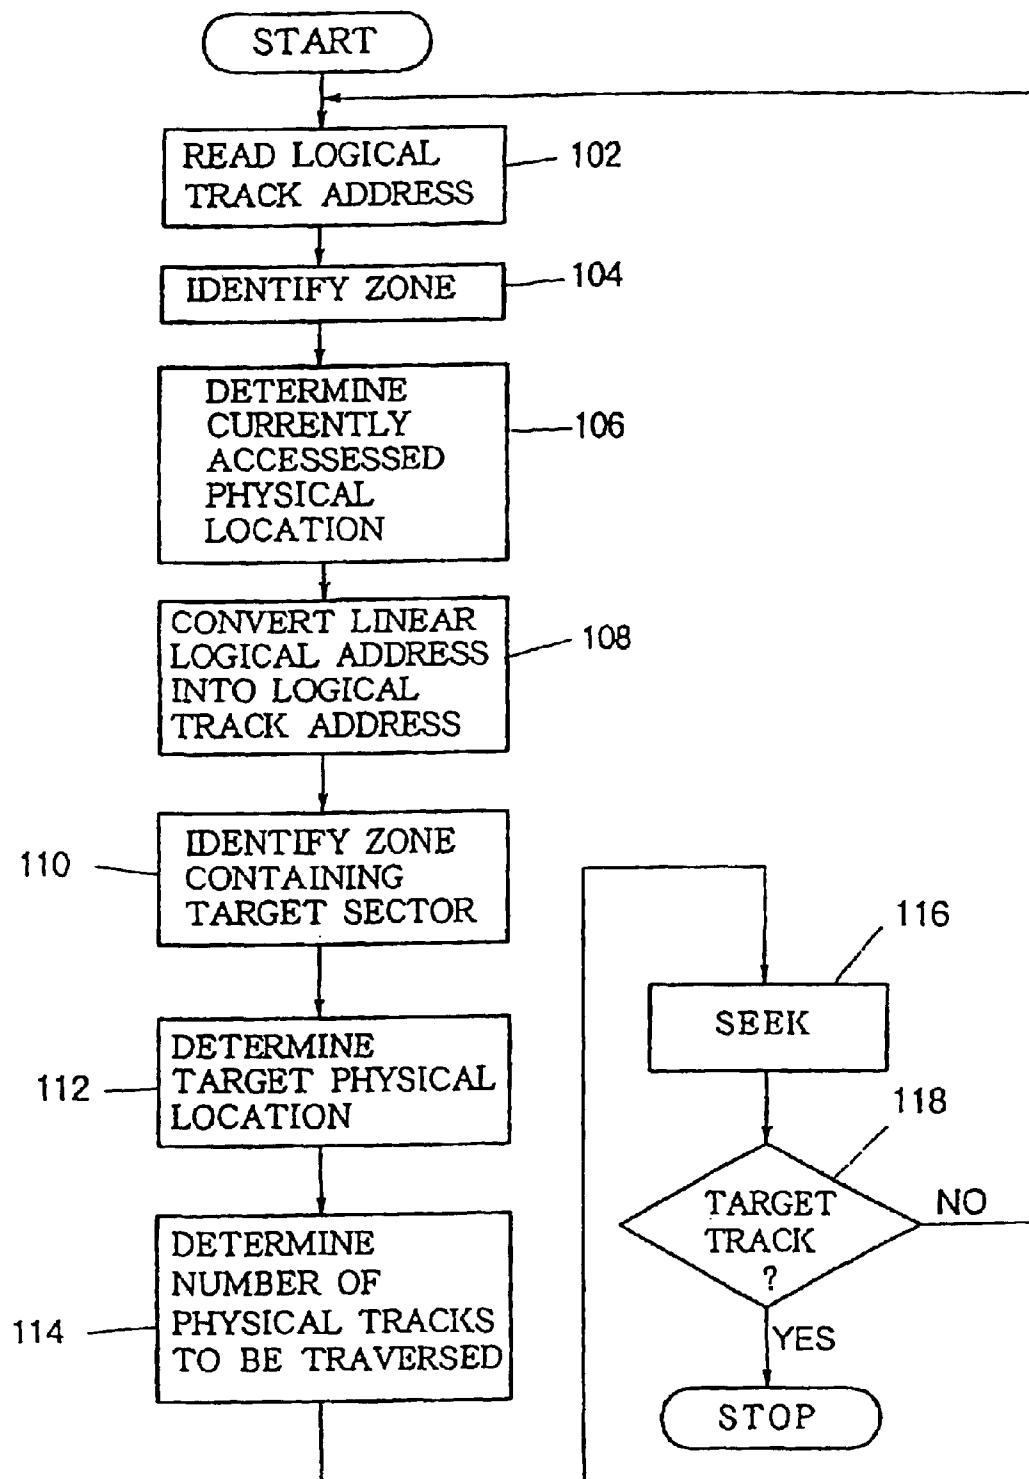 START
READ LOGICAL
TRACK ADDRESS
102
IDENTIFY ZONE
104
DETERMINE
CURRENTLY
ACCESSESSED
PHYSICAL
LOCATION
106
CONVERT LINEAR
LOGICAL ADDRESS
INTO LOGICAL
TRACK ADDRESS
108
110
IDENTIFY ZONE
CONTAINING
TARGET SECTOR
112
DETERMINE
TARGET PHYSICAL
LOCATION
114
DETERMINE
NUMBER OF
PHYSICAL TRACKS
TO BE TRAVERSED
116
SEEK
118
TARGET
TRACK
?
NO
YES
STOP